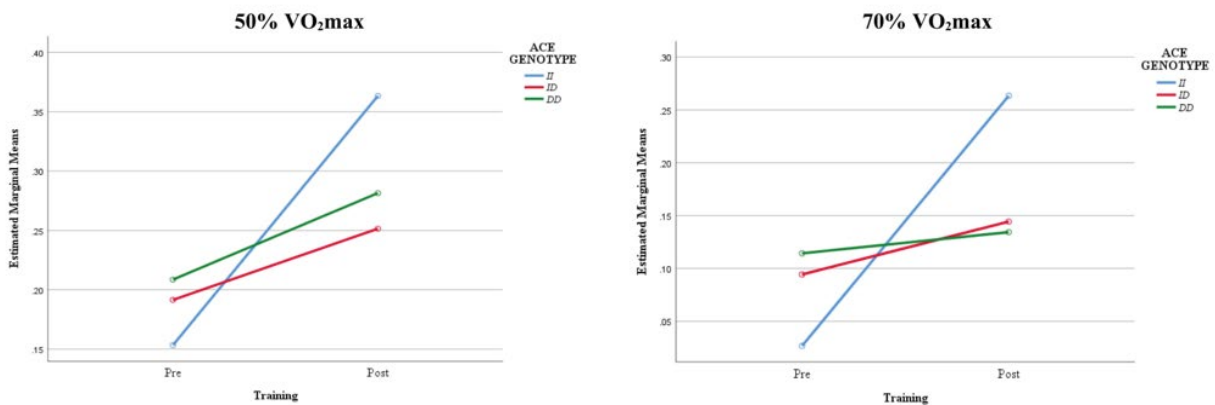 50% VO₂max
.40
.35
.30
.25
.20
.15
Estimated Marginal Means
Pre
Post
Training
ACE
GENOTYPE
II
ID
DD
70% VO₂max
.30
.25
.20
.15
.10
.05
Estimated Marginal Means
Pre
Post
Training
ACE
GENOTYPE
II
ID
DD